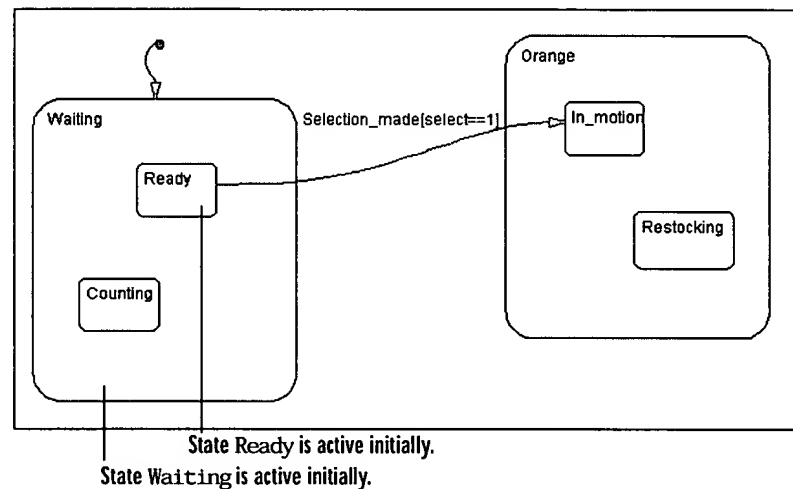 Orange
Waiting
Selection_made[select==1]
In_motion
Ready
Restocking
Counting
State Ready is active initially.
State Waiting is active initially.